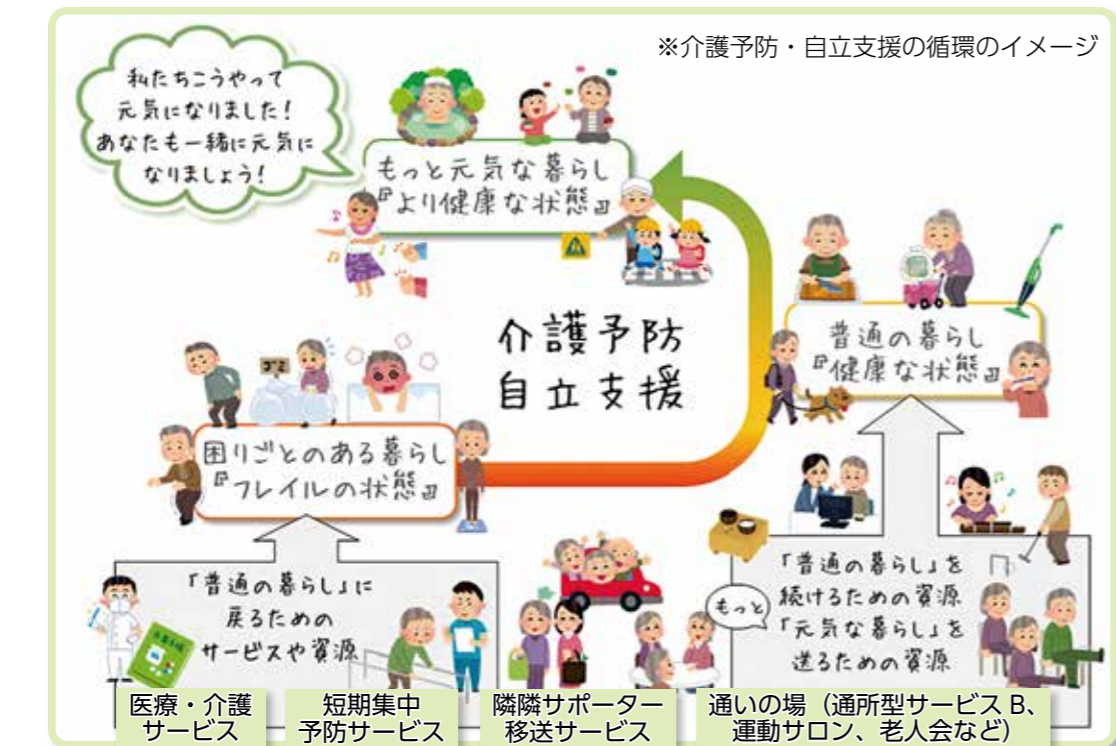 ※介護予防・自立支援の循環のイメージ
私たちこうやって
元気になりました!
あなたも一緒に元気に
なりましょう!
もっと元気な暮らし
『より健康な状態』
介護予防
自立支援
普通の暮らし
『健康な状態』
ゴミ
困りごとのある暮らし
『フレイルの状態』
「普通の暮らし」に
戻るための
サービスや資源
「普通の暮らし」を
続けるための資源
もっと
「元気な暮らし」を
送るための資源
医療・介護
サービス
短期集中
予防サービス
隣隣サポーター
移送サービス
通いの場(通所型サービスB、
運動サロン、老人会など)